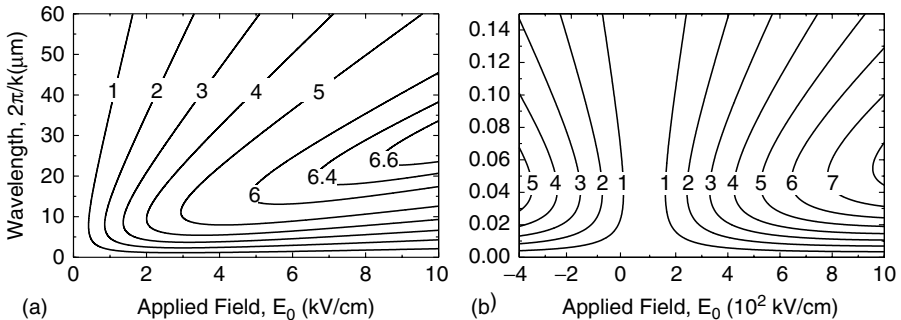 Wavelength, 2π/k(μm)
60
50
40
30
20
10
0
1 2 3 4 5
6 6.4 6.6
0 2 4 6 8 10
(a) Applied Field, E0 (kV/cm)
0.14
0.12
0.10
0.08
0.06
0.04
0.02
0.00
5 4 3 2 1 1 2 3 4 5 6 7
−4 −2 0 2 4 6 8 10
(b) Applied Field, E0 (10² kV/cm)